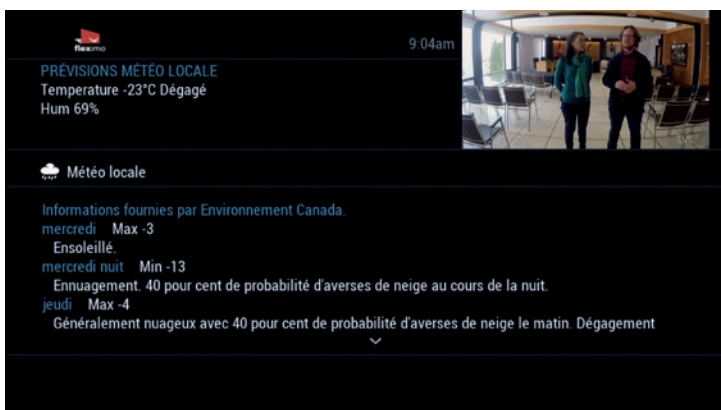 fleximo
9:04am
PRÉVISIONS MÉTÉO LOCALE
Temperature -23°C Dégagé
Hum 69%
Météo locale
Informations fournies par Environnement Canada.
mercredi Max -3
Ensoleillé.
mercredi nuit Min -13
Ennuagement. 40 pour cent de probabilité d'averses de neige au cours de la nuit.
jeudi Max -4
Généralement nuageux avec 40 pour cent de probabilité d'averses de neige le matin. Dégagement